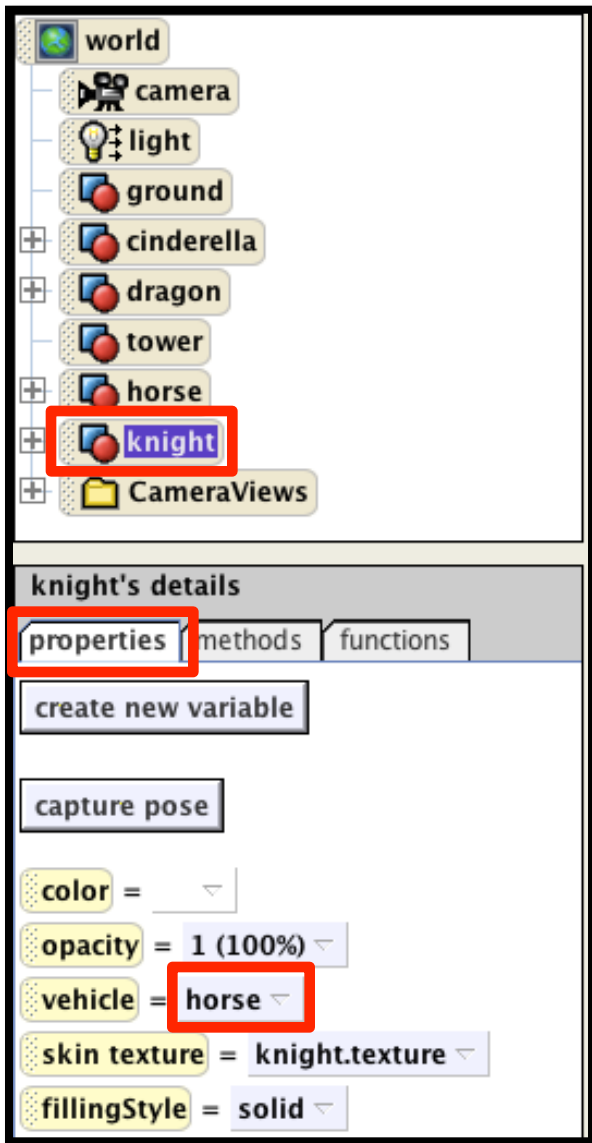 world
camera
light
ground
cinderella
dragon
tower
horse
knight
CameraViews
knight's details
properties methods functions
create new variable
capture pose
color =
opacity = 1 (100%)
vehicle = horse
skin texture = knight.texture
fillingStyle = solid